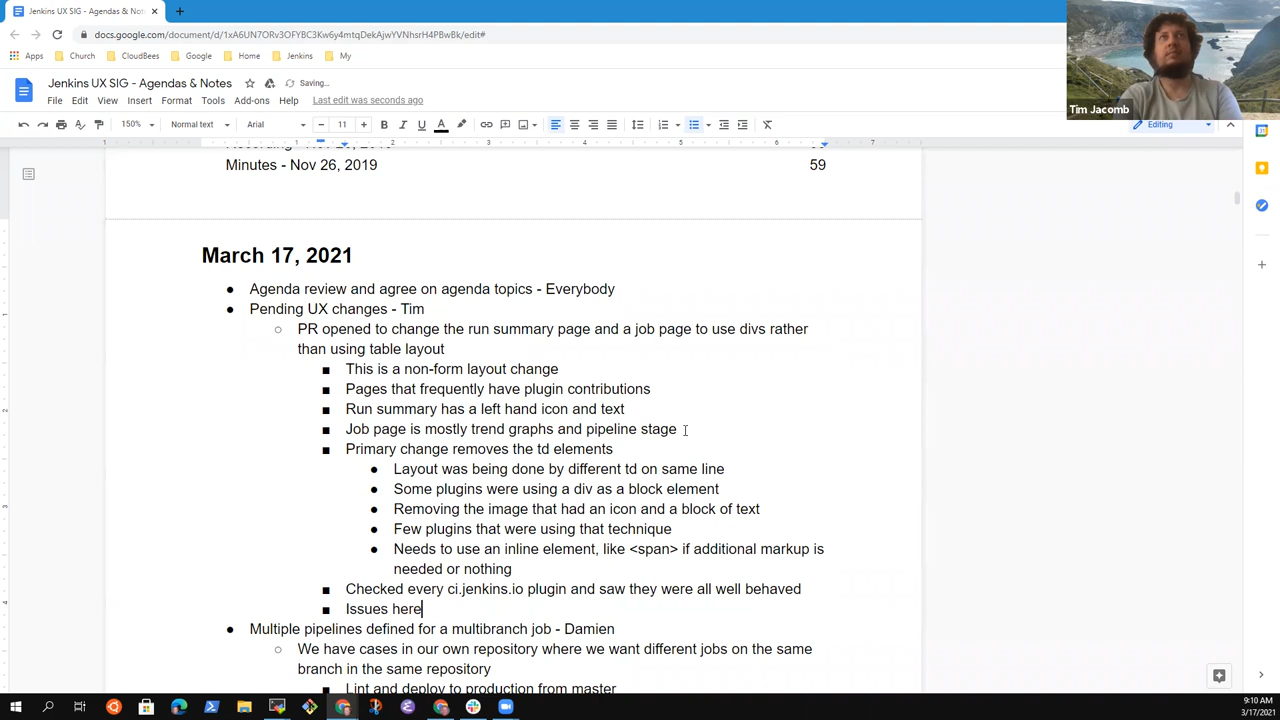 Jenkins UX SIG - Agendas & Not
docs.google.com/document/d/1xA6UN7ORv3OFYBC3Kw6y4mtqDekAjwYVNhsrH4PBwBk/edit#
Apps Church CloudBees Google Home Jenkins My
Jenkins UX SIG - Agendas & Notes Saving...
File Edit View Insert Format Tools Add-ons Help Last edit was seconds ago
150% Normal text Arial 11 Editing
Tim Jacomb
1 2 3 4 5 6 7
Minutes - Nov 26, 2019 59
March 17, 2021
● Agenda review and agree on agenda topics - Everybody
● Pending UX changes - Tim
○ PR opened to change the run summary page and a job page to use divs rather
than using table layout
■ This is a non-form layout change
■ Pages that frequently have plugin contributions
■ Run summary has a left hand icon and text
■ Job page is mostly trend graphs and pipeline stage
■ Primary change removes the td elements
● Layout was being done by different td on same line
● Some plugins were using a div as a block element
● Removing the image that had an icon and a block of text
● Few plugins that were using that technique
● Needs to use an inline element, like <span> if additional markup is
needed or nothing
■ Checked every ci.jenkins.io plugin and saw they were all well behaved
■ Issues here
● Multiple pipelines defined for a multibranch job - Damien
○ We have cases in our own repository where we want different jobs on the same
branch in the same repository
■ Lint and deploy to production from master
9:10 AM
3/17/2021